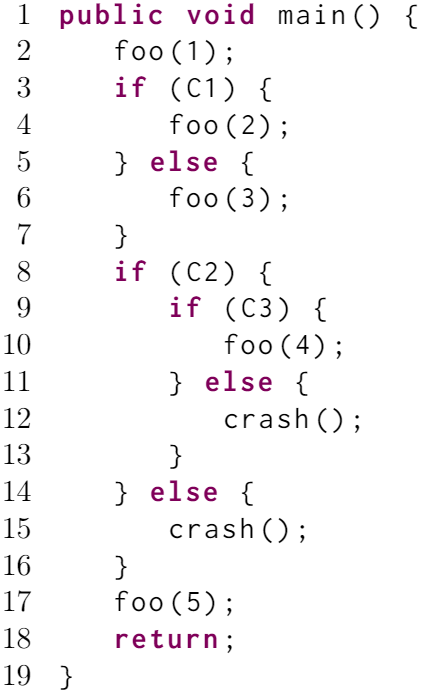 1 public void main() {
2    foo(1);
3    if (C1) {
4       foo(2);
5    } else {
6       foo(3);
7    }
8    if (C2) {
9       if (C3) {
10          foo(4);
11       } else {
12          crash();
13       }
14    } else {
15       crash();
16    }
17    foo(5);
18    return;
19 }